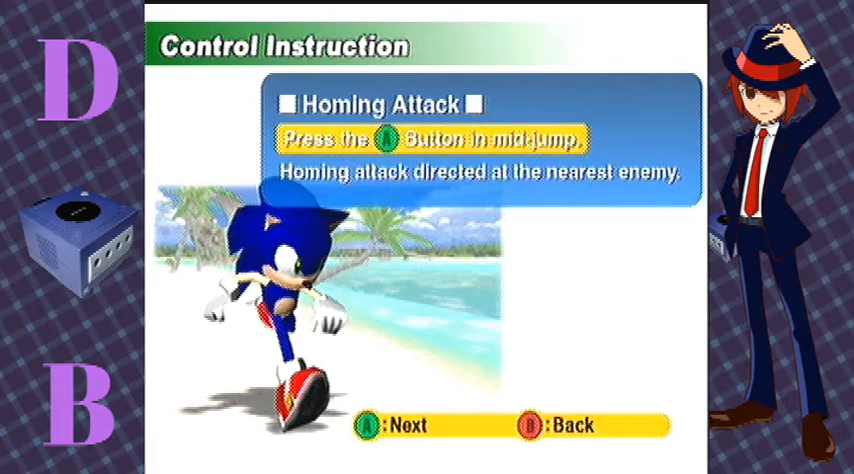 D
B
Control Instruction
■ Homing Attack ■
Press the A Button in mid-jump.
Homing attack directed at the nearest enemy.
A :Next
B :Back